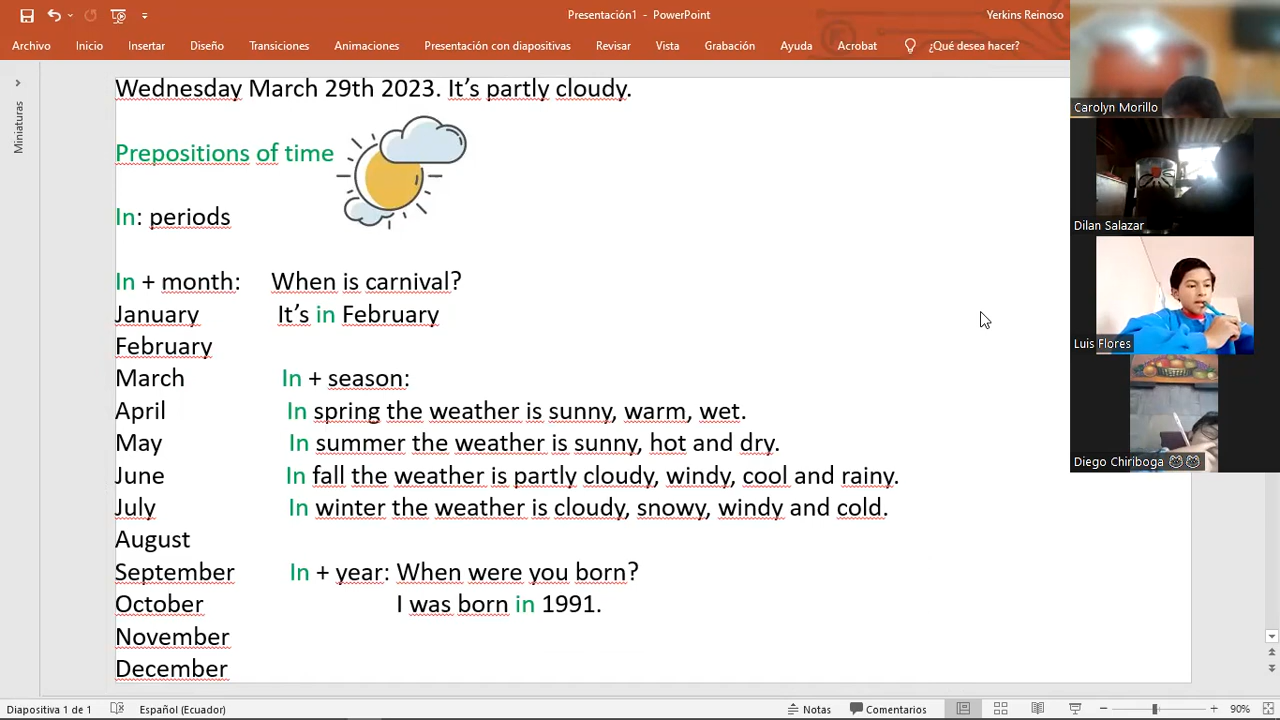 Presentación1 - PowerPoint
Yerkins Reinoso
Archivo Inicio Insertar Diseño Transiciones Animaciones Presentación con diapositivas Revisar Vista Grabación Ayuda Acrobat ¿Qué desea hacer?
Miniaturas
Wednesday March 29th 2023. It's partly cloudy.
Prepositions of time
In: periods
In + month: When is carnival?
January It's in February
February
March In + season:
April In spring the weather is sunny, warm, wet.
May In summer the weather is sunny, hot and dry.
June In fall the weather is partly cloudy, windy, cool and rainy.
July In winter the weather is cloudy, snowy, windy and cold.
August
September In + year: When were you born?
October I was born in 1991.
November
December
Carolyn Morillo
Dilan Salazar
Luis Flores
Diego Chiriboga 😺😺
Diapositiva 1 de 1 Español (Ecuador) Notas Comentarios 90%